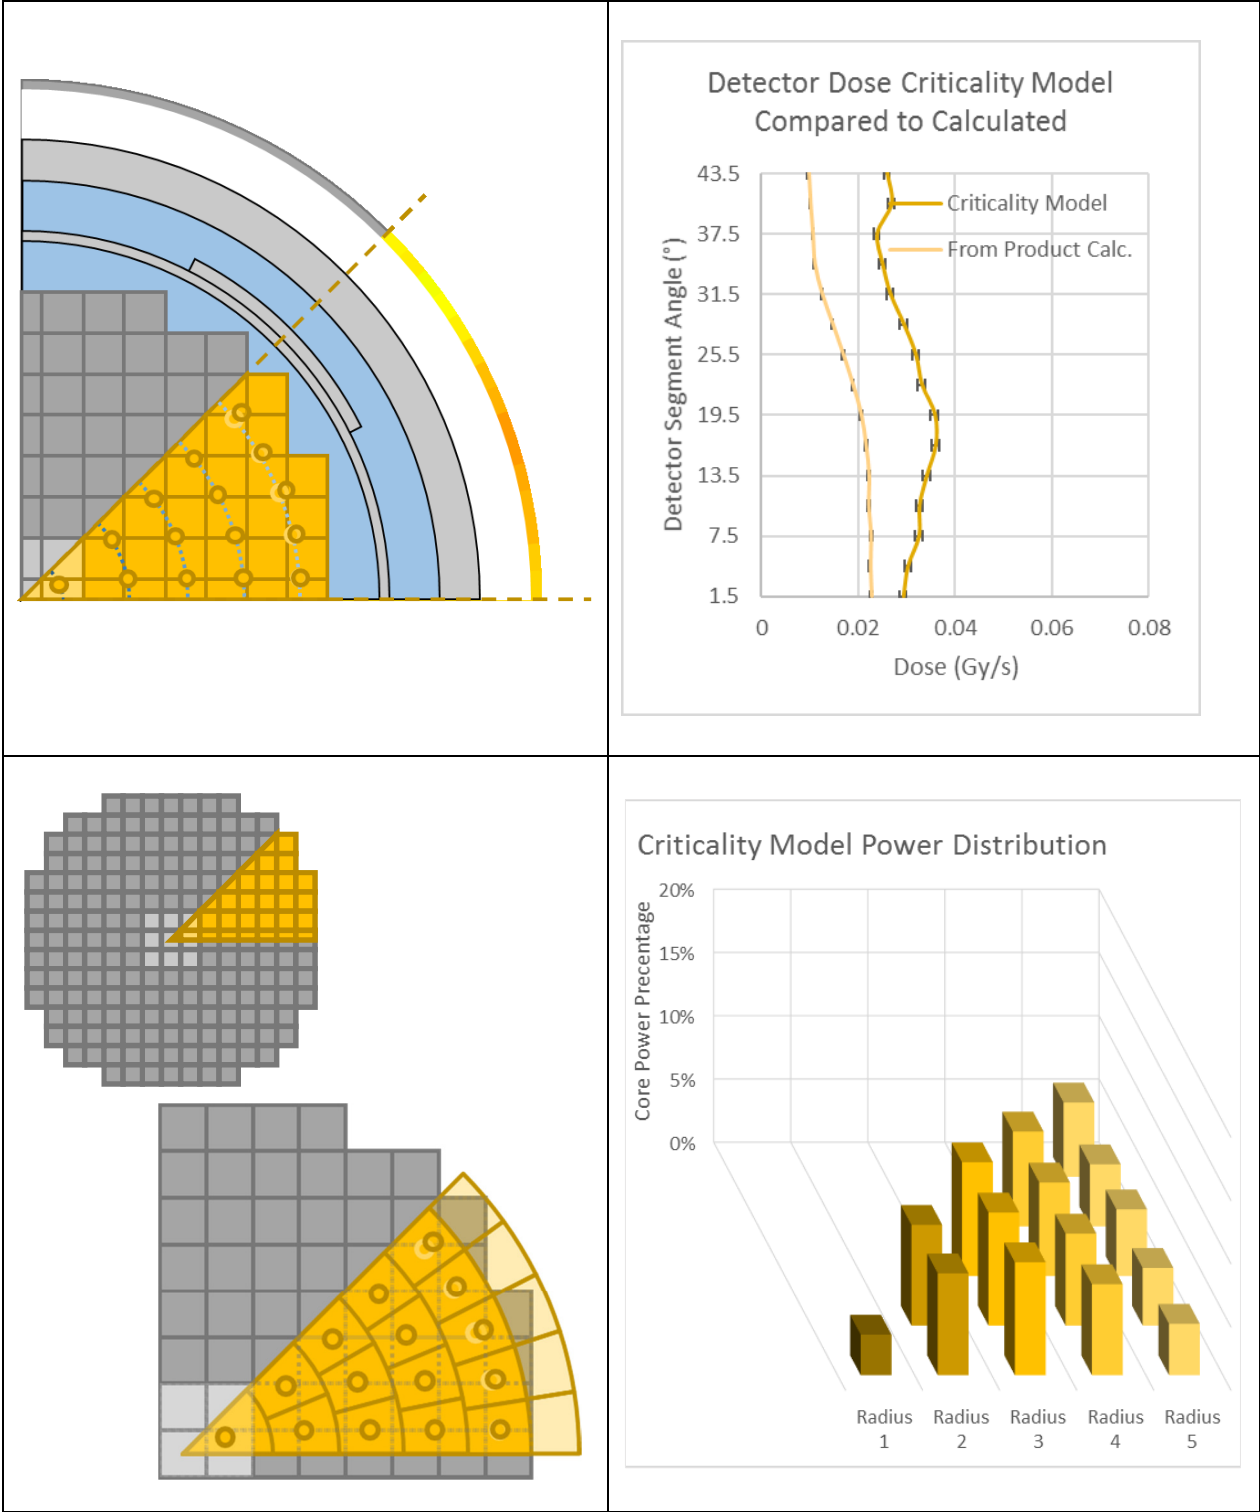 Detector Dose Criticality Model
Compared to Calculated
43.5
37.5
31.5
25.5
19.5
13.5
7.5
1.5
Detector Segment Angle (°)
Criticality Model
From Product Calc.
0 0.02 0.04 0.06 0.08
Dose (Gy/s)
Criticality Model Power Distribution
20%
15%
10%
5%
0%
Core Power Precentage
Radius Radius Radius Radius Radius
1 2 3 4 5